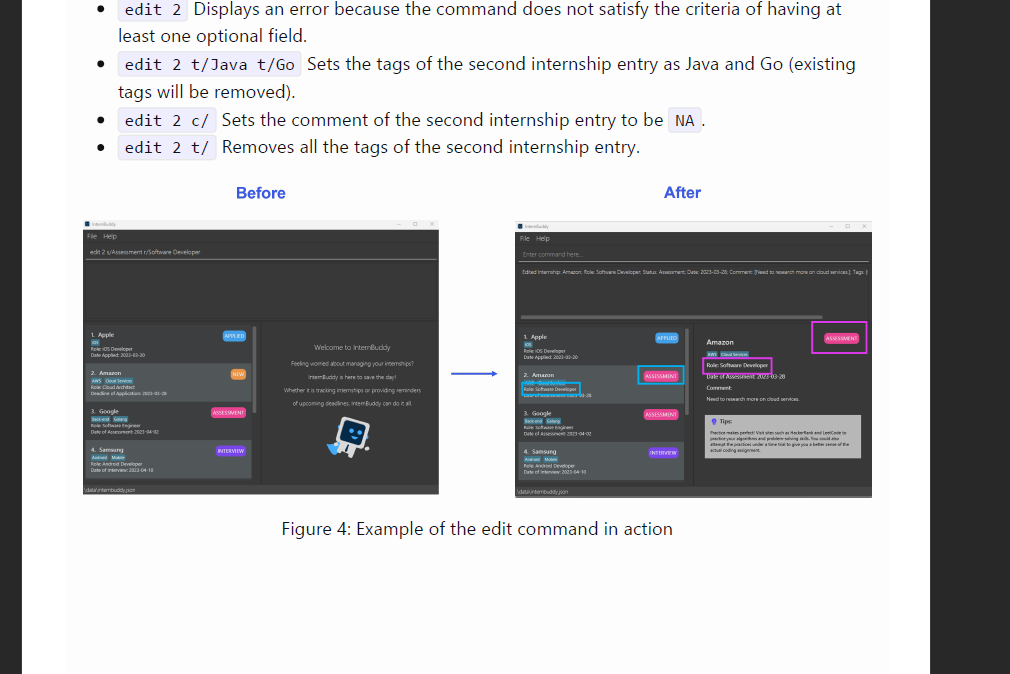 edit 2 Displays an error because the command does not satisfy the criteria of having at
least one optional field.
edit 2 t/Java t/Go Sets the tags of the second internship entry as Java and Go (existing
tags will be removed).
edit 2 c/ Sets the comment of the second internship entry to be NA.
edit 2 t/ Removes all the tags of the second internship entry.
Before
InternBuddy
File Help
edit 2 s/Assessment r/Software Developer
1. Apple APPLIED
iOS
Role: iOS Developer
Date Applied: 2023-03-20
2. Amazon NEW
AWS Cloud Services
Role: Cloud Architect
Deadline of Application: 2023-03-28
3. Google ASSESSMENT
Back end Golang
Role: Software Engineer
Date of Assessment: 2023-04-02
4. Samsung INTERVIEW
Android Mobile
Role: Android Developer
Date of Interview: 2023-04-10
Welcome to InternBuddy
Feeling worried about managing your internships?
InternBuddy is here to save the day!
Whether it is tracking internships or providing reminders
of upcoming deadlines, InternBuddy can do it all.
\data\internbuddy.json
After
InternBuddy
File Help
Enter command here...
Edited Internship: Amazon; Role: Software Developer; Status: Assessment; Date: 2023-03-28; Comment: [Need to research more on cloud services.]; Tags: [
1. Apple APPLIED
iOS
Role: iOS Developer
Date Applied: 2023-03-20
2. Amazon ASSESSMENT
AWS Cloud Services
Role: Software Developer
Date of Assessment: 2023-03-28
3. Google ASSESSMENT
Back end Golang
Role: Software Engineer
Date of Assessment: 2023-04-02
4. Samsung INTERVIEW
Android Mobile
Role: Android Developer
Date of Interview: 2023-04-10
Amazon ASSESSMENT
AWS Cloud Services
Role: Software Developer
Date of Assessment: 2023-03-28
Comment:
Need to research more on cloud services.
Tips:
Practice makes perfect! Visit sites such as HackerRank and LeetCode to
practice your algorithms and problem-solving skills. You could also
attempt the practices under a time trial to give you a better sense of the
actual coding assignment.
\data\internbuddy.json
Figure 4: Example of the edit command in action